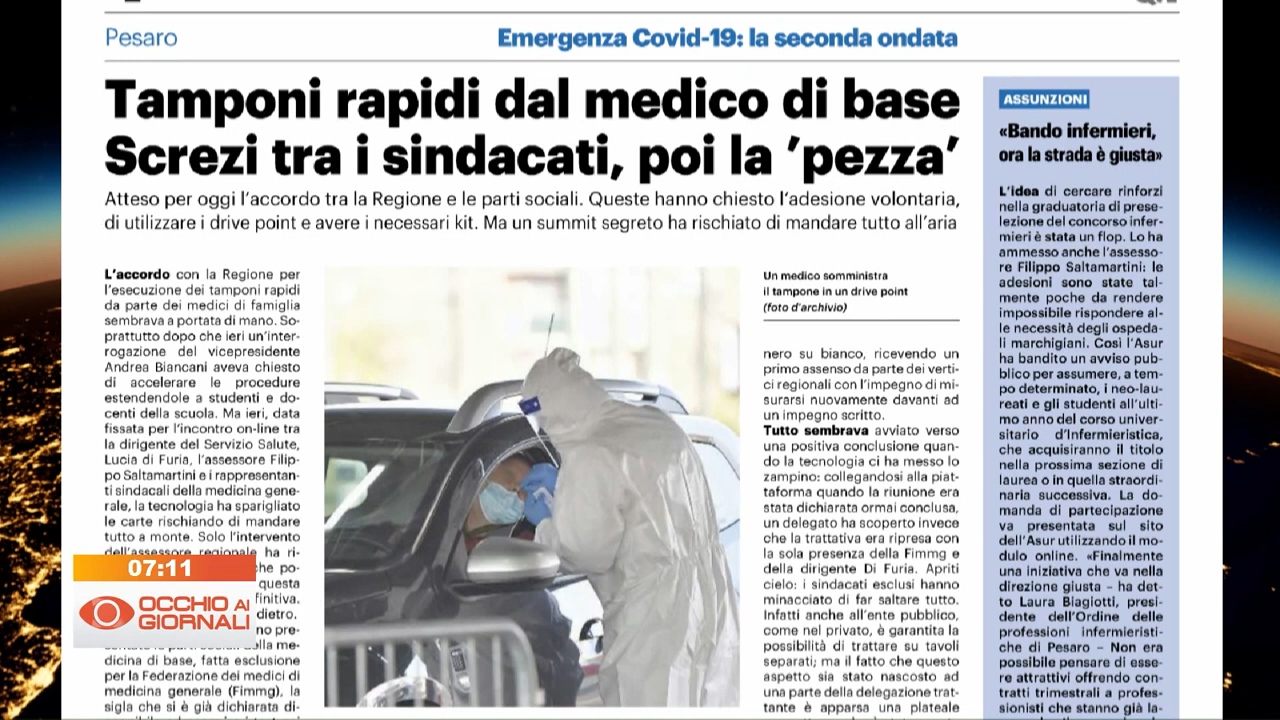 Pesaro
Emergenza Covid-19: la seconda ondata
Tamponi rapidi dal medico di base
Screzi tra i sindacati, poi la ’pezza’
Atteso per oggi l’accordo tra la Regione e le parti sociali. Queste hanno chiesto l’adesione volontaria,
di utilizzare i drive point e avere i necessari kit. Ma un summit segreto ha rischiato di mandare tutto all’aria
L’accordo con la Regione per
l’esecuzione dei tamponi rapidi
da parte dei medici di famiglia
sembrava a portata di mano. So-
prattutto dopo che ieri un’inter-
rogazione del vicepresidente
Andrea Biancani aveva chiesto
di accelerare le procedure
estendendole a studenti e do-
centi della scuola. Ma ieri, data
fissata per l’incontro on-line tra
la dirigente del Servizio Salute,
Lucia di Furia, l’assessore Filip-
po Saltamartini e i rappresentan-
ti sindacali della medicina gene-
rale, la tecnologia ha sparigliato
le carte rischiando di mandare
tutto a monte. Solo l’intervento
dell’assessore regionale ha ri-
che po-
questa
finitiva.
dietro.
no pre-
della me-
dicina di base, fatta esclusione
per la Federazione dei medici di
medicina generale (Fimmg), la
sigla che si è già dichiarata di-
Un medico somministra
il tampone in un drive point
(foto d’archivio)
nero su bianco, ricevendo un
primo assenso da parte dei verti-
ci regionali con l’impegno di mi-
surarsi nuovamente davanti ad
un impegno scritto.
Tutto sembrava avviato verso
una positiva conclusione quan-
do la tecnologia ci ha messo lo
zampino: collegandosi alla piat-
taforma quando la riunione era
stata dichiarata ormai conclusa,
un delegato ha scoperto invece
che la trattativa era ripresa con
la sola presenza della Fimmg e
della dirigente Di Furia. Apriti
cielo: i sindacati esclusi hanno
minacciato di far saltare tutto.
Infatti anche all’ente pubblico,
come nel privato, è garantita la
possibilità di trattare su tavoli
separati; ma il fatto che questo
aspetto sia stato nascosto ad
una parte della delegazione trat-
tante è apparsa una plateale
ASSUNZIONI
«Bando infermieri,
ora la strada è giusta»
L’idea di cercare rinforzi
nella graduatoria di prese-
lezione del concorso infer-
mieri è stata un flop. Lo ha
ammesso anche l’assesso-
re Filippo Saltamartini: le
adesioni sono state tal-
mente poche da rendere
impossibile rispondere al-
le necessità degli ospeda-
li marchigiani. Così l’Asur
ha bandito un avviso pub-
blico per assumere, a tem-
po determinato, i neo-lau-
reati e gli studenti all’ulti-
mo anno del corso univer-
sitario d’Infermieristica,
che acquisiranno il titolo
nella prossima sezione di
laurea o in quella straordi-
naria successiva. La do-
manda di partecipazione
va presentata sul sito
dell’Asur utilizzando il mo-
dulo online. «Finalmente
una iniziativa che va nella
direzione giusta – ha det-
to Laura Biagiotti, presi-
dente dell’Ordine delle
professioni infermieristi-
che di Pesaro – Non era
possibile pensare di esse-
re attrattivi offrendo con-
tratti trimestrali a profes-
sionisti che stanno già la-
07:11
OCCHIO AI
GIORNALI